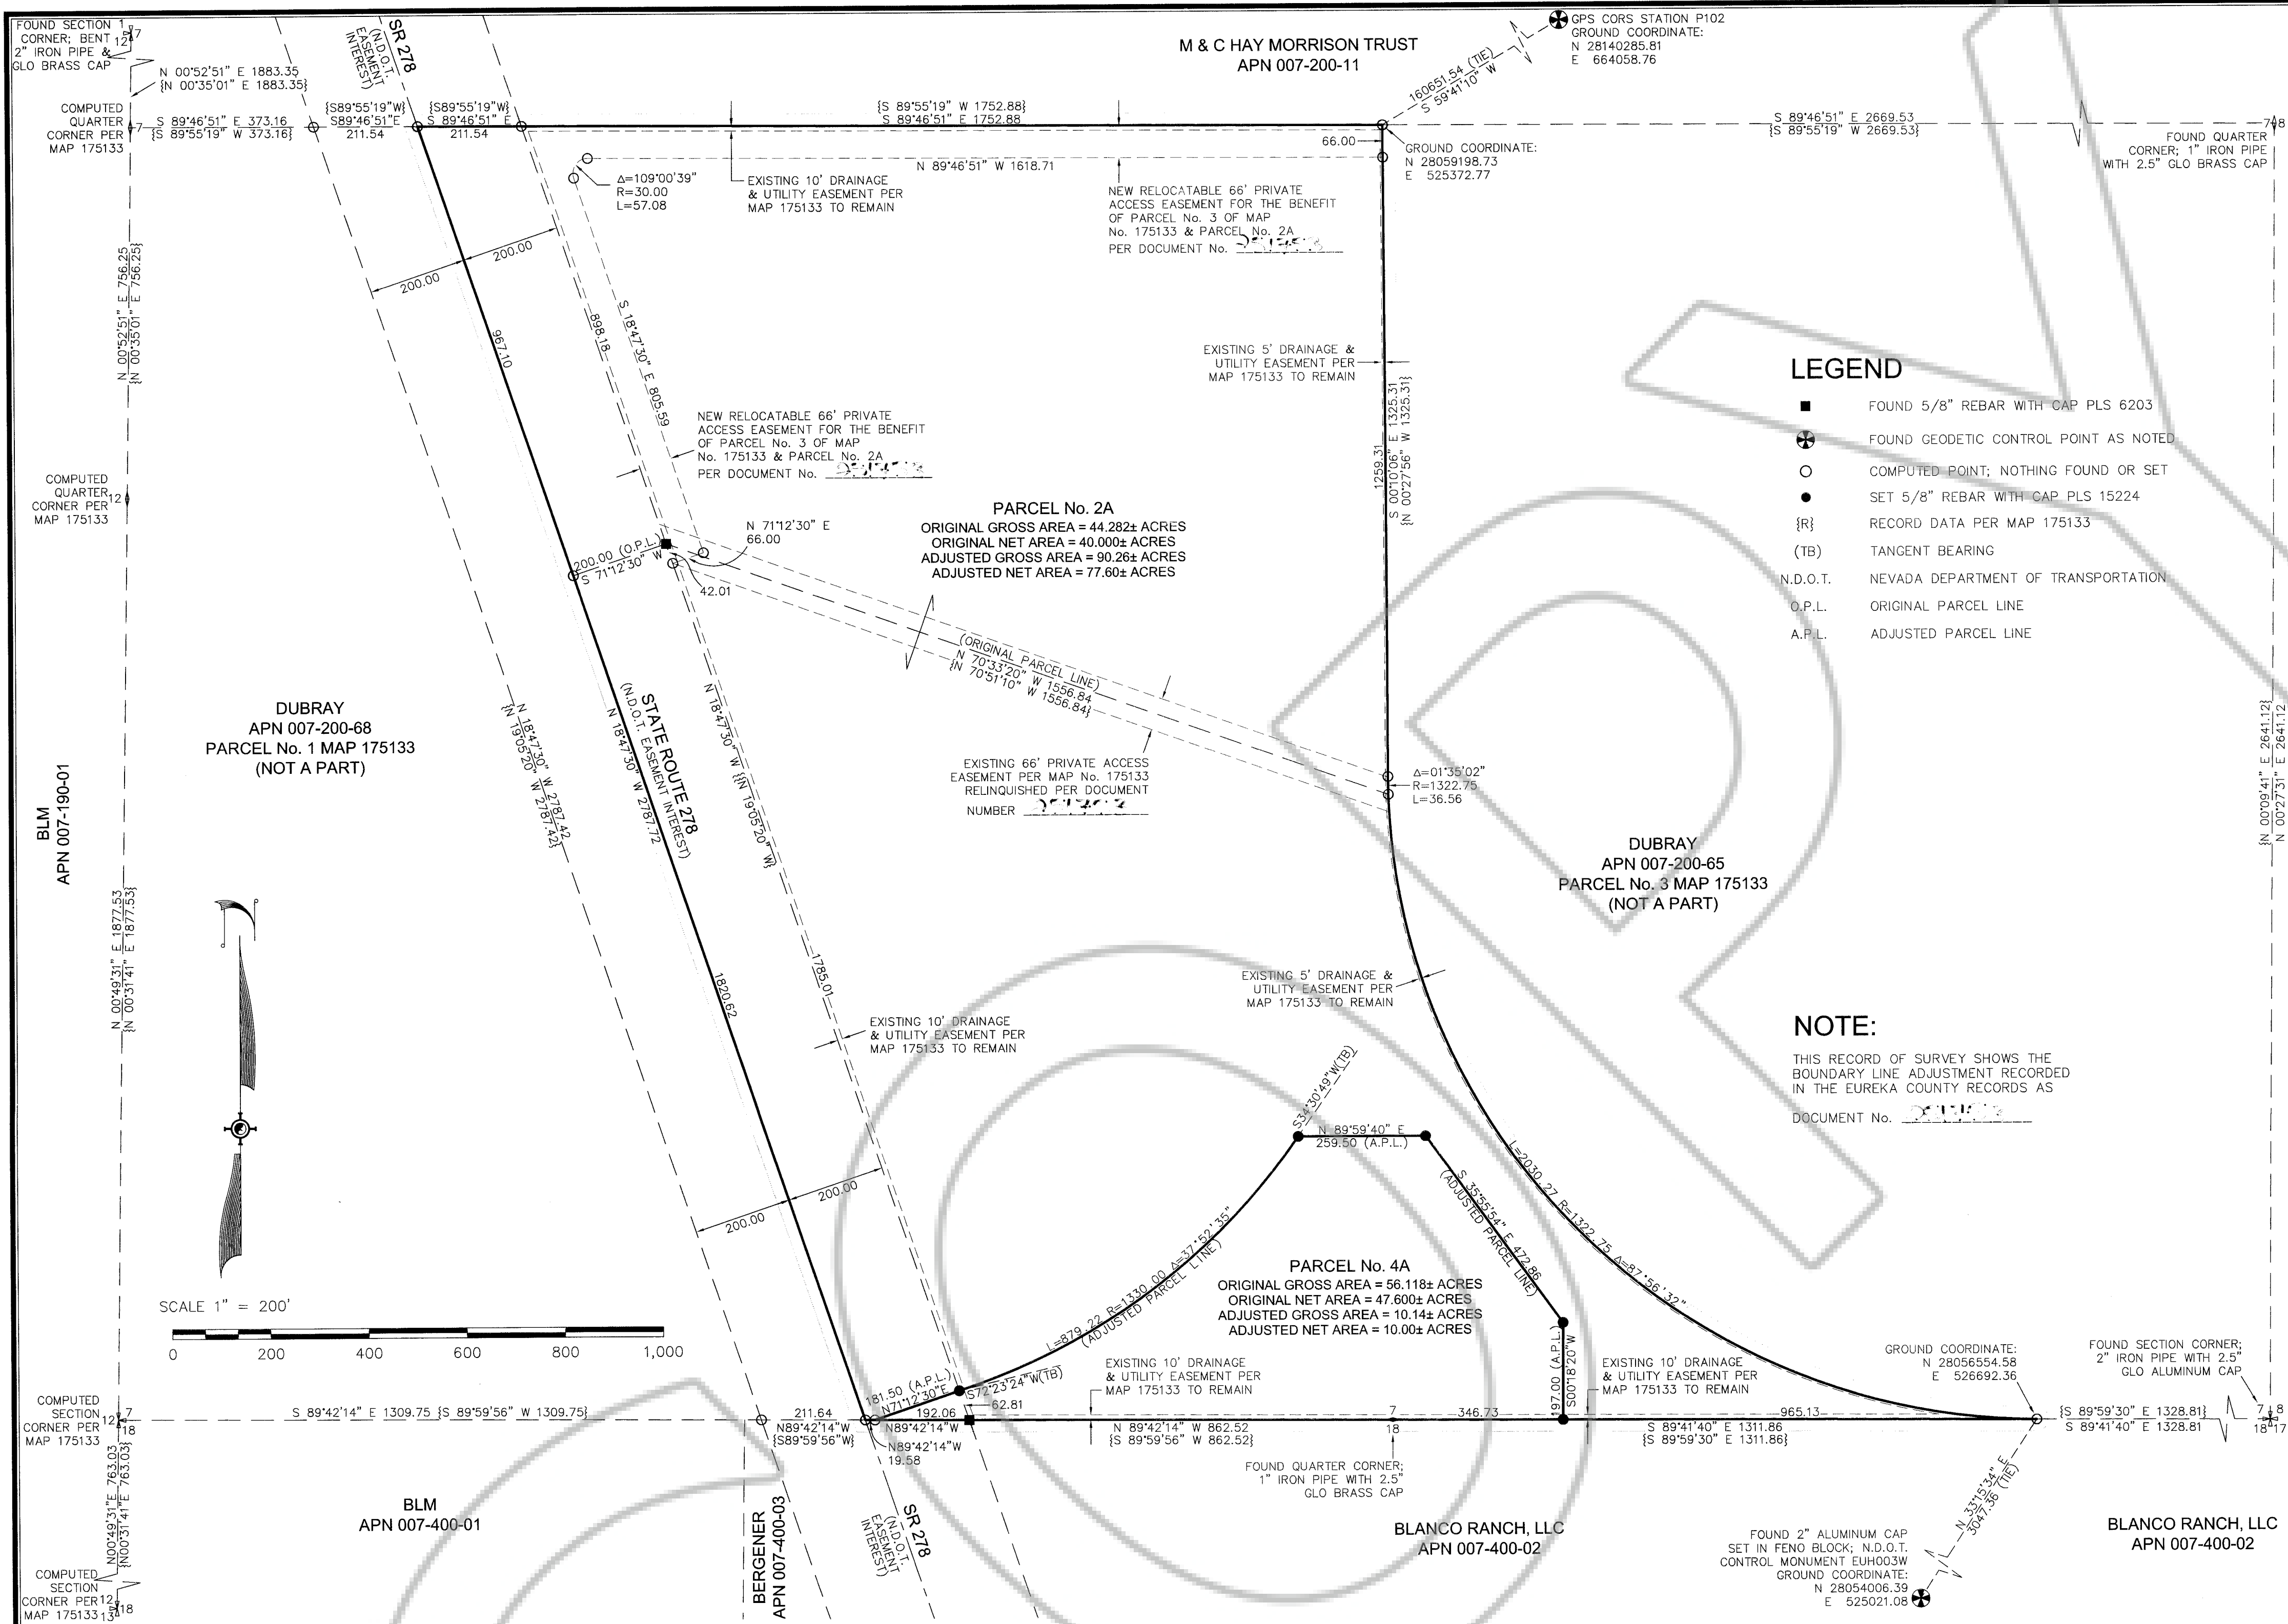 FOUND SECTION
CORNER; BENT
2" IRON PIPE &
GLO BRASS CAP
1
12 7
N 00°52'51" E 1883.35
{N 00°35'01" E 1883.35}
SR 278
(N.D.O.T.
EASEMENT
INTEREST)
M & C HAY MORRISON TRUST
APN 007-200-11
GPS CORS STATION P102
GROUND COORDINATE:
N 28140285.81
E 664058.76
160651.54 (TIE)
S 59°41'10" W
COMPUTED
QUARTER
CORNER PER
MAP 175133
7
S 89°46'51" E 373.16
{S 89°55'19" W 373.16}
{S89°55'19"W}
S89°46'51"E
211.54
{S89°55'19"W}
S 89°46'51" E
211.54
{S 89°55'19" W 1752.88}
S 89°46'51" E 1752.88
S 89°46'51" E 2669.53
{S 89°55'19" W 2669.53}
7 8
FOUND QUARTER
CORNER; 1" IRON PIPE
WITH 2.5" GLO BRASS CAP
66.00
GROUND COORDINATE:
N 28059198.73
E 525372.77
N 89°46'51" W 1618.71
Δ=109°00'39"
R=30.00
L=57.08
EXISTING 10' DRAINAGE
& UTILITY EASEMENT PER
MAP 175133 TO REMAIN
NEW RELOCATABLE 66' PRIVATE
ACCESS EASEMENT FOR THE BENEFIT
OF PARCEL No. 3 OF MAP
No. 175133 & PARCEL No. 2A
PER DOCUMENT No.
200.00
200.00
N 00°52'51" E 756.25
{N 00°35'01" E 756.25}
967.10
898.18
S 18°47'30" E 805.59
EXISTING 5' DRAINAGE &
UTILITY EASEMENT PER
MAP 175133 TO REMAIN
1259.31
S 00°10'06" E 1325.31
{N 00°27'56" W 1325.31}
LEGEND
FOUND 5/8" REBAR WITH CAP PLS 6203
FOUND GEODETIC CONTROL POINT AS NOTED
COMPUTED POINT; NOTHING FOUND OR SET
SET 5/8" REBAR WITH CAP PLS 15224
{R} RECORD DATA PER MAP 175133
(TB) TANGENT BEARING
N.D.O.T. NEVADA DEPARTMENT OF TRANSPORTATION
O.P.L. ORIGINAL PARCEL LINE
A.P.L. ADJUSTED PARCEL LINE
NEW RELOCATABLE 66' PRIVATE
ACCESS EASEMENT FOR THE BENEFIT
OF PARCEL No. 3 OF MAP
No. 175133 & PARCEL No. 2A
PER DOCUMENT No.
COMPUTED
QUARTER
CORNER PER
MAP 175133
12
PARCEL No. 2A
ORIGINAL GROSS AREA = 44.282± ACRES
ORIGINAL NET AREA = 40.000± ACRES
ADJUSTED GROSS AREA = 90.26± ACRES
ADJUSTED NET AREA = 77.60± ACRES
N 71°12'30" E
66.00
200.00 (O.P.L.)
S 71°12'30" W
42.01
(ORIGINAL PARCEL LINE)
N 70°33'20" W 1556.84
{N 70°51'10" W 1556.84}
DUBRAY
APN 007-200-68
PARCEL No. 1 MAP 175133
(NOT A PART)
BLM
APN 007-190-01
N 18°47'30" W 2787.42
{N 19°05'20" W 2787.42}
STATE ROUTE 278
(N.D.O.T. EASEMENT INTEREST)
N 18°47'30" W 2787.72
N 18°47'30" W {N 19°05'20" W}
EXISTING 66' PRIVATE ACCESS
EASEMENT PER MAP No. 175133
RELINQUISHED PER DOCUMENT
NUMBER
Δ=01°35'02"
R=1322.75
L=36.56
{N 00°09'41" E 2641.12}
N 00°27'31" E 2641.12
DUBRAY
APN 007-200-65
PARCEL No. 3 MAP 175133
(NOT A PART)
N 00°49'31" E 1877.53
{N 00°31'41" E 1877.53}
1820.62
1785.01
EXISTING 5' DRAINAGE &
UTILITY EASEMENT PER
MAP 175133 TO REMAIN
EXISTING 10' DRAINAGE
& UTILITY EASEMENT PER
MAP 175133 TO REMAIN
NOTE:
THIS RECORD OF SURVEY SHOWS THE
BOUNDARY LINE ADJUSTMENT RECORDED
IN THE EUREKA COUNTY RECORDS AS
DOCUMENT No.
S34°30'49"W(TB)
N 89°59'40" E
259.50 (A.P.L.)
S 35°55'54" E 472.86
(ADJUSTED PARCEL LINE)
L=2030.27 R=1322.75 Δ=87°56'32"
200.00
200.00
L=879.22 R=1330.00 Δ=37°52'35"
(ADJUSTED PARCEL LINE)
PARCEL No. 4A
ORIGINAL GROSS AREA = 56.118± ACRES
ORIGINAL NET AREA = 47.600± ACRES
ADJUSTED GROSS AREA = 10.14± ACRES
ADJUSTED NET AREA = 10.00± ACRES
SCALE 1" = 200'
0 200 400 600 800 1,000
EXISTING 10' DRAINAGE
& UTILITY EASEMENT PER
MAP 175133 TO REMAIN
197.00 (A.P.L.)
S00°18'20"W
EXISTING 10' DRAINAGE
& UTILITY EASEMENT PER
MAP 175133 TO REMAIN
GROUND COORDINATE:
N 28056554.58
E 526692.36
FOUND SECTION CORNER;
2" IRON PIPE WITH 2.5"
GLO ALUMINUM CAP
181.50 (A.P.L.)
N71°12'30"E
S72°23'24"W(TB)
62.81
COMPUTED
SECTION
CORNER PER
MAP 175133
12 7
18
S 89°42'14" E 1309.75 {S 89°59'56" W 1309.75}
211.64
N89°42'14"W
{S89°59'56"W}
192.06
N89°42'14"W
N89°42'14"W
19.58
N 89°42'14" W 862.52
{S 89°59'56" W 862.52}
7
18
346.73
965.13
S 89°41'40" E 1311.86
{S 89°59'30" E 1311.86}
{S 89°59'30" E 1328.81}
S 89°41'40" E 1328.81
7 8
18 17
FOUND QUARTER CORNER;
1" IRON PIPE WITH 2.5"
GLO BRASS CAP
N00°49'31"E 763.03
{N00°31'41"E 763.03}
BLM
APN 007-400-01
BERGENER
APN 007-400-03
SR 278
(N.D.O.T.
EASEMENT
INTEREST)
BLANCO RANCH, LLC
APN 007-400-02
N 33°15'34" E
3047.36 (TIE)
FOUND 2" ALUMINUM CAP
SET IN FENO BLOCK; N.D.O.T.
CONTROL MONUMENT EUH003W
GROUND COORDINATE:
N 28054006.39
E 525021.08
BLANCO RANCH, LLC
APN 007-400-02
COMPUTED
SECTION
CORNER PER
MAP 175133
12
13 18